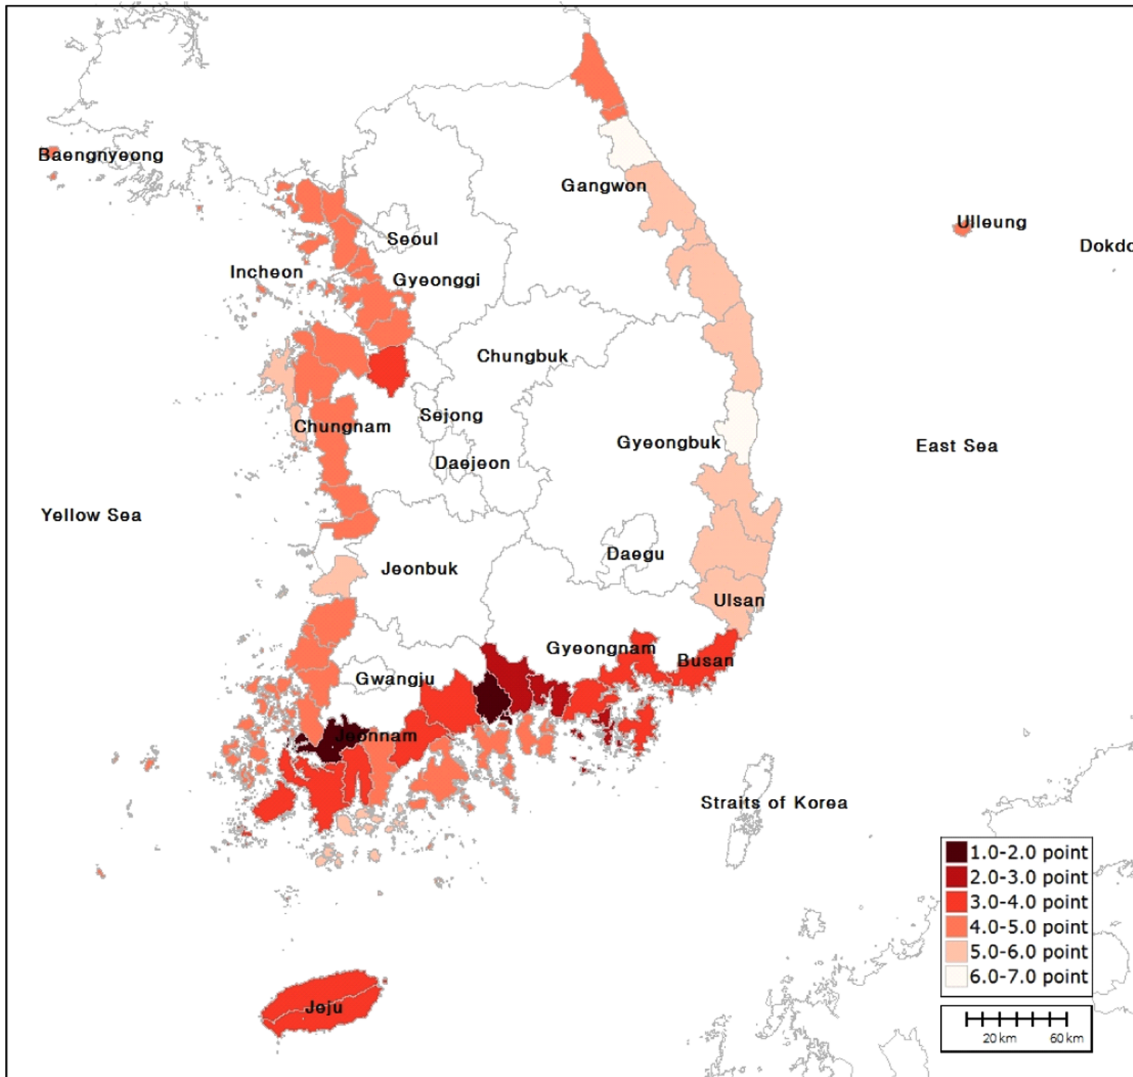 Baengnyeong
Gangwon
Ulleung
Seoul
Dokdo
Incheon
Gyeonggi
Chungbuk
Sejong
Chungnam
Gyeongbuk
East Sea
Daejeon
Yellow Sea
Daegu
Jeonbuk
Ulsan
Gyeongnam
Busan
Gwangju
Jeonnam
Straits of Korea
1.0-2.0 point
2.0-3.0 point
3.0-4.0 point
4.0-5.0 point
5.0-6.0 point
6.0-7.0 point
Jeju
20 km 60 km